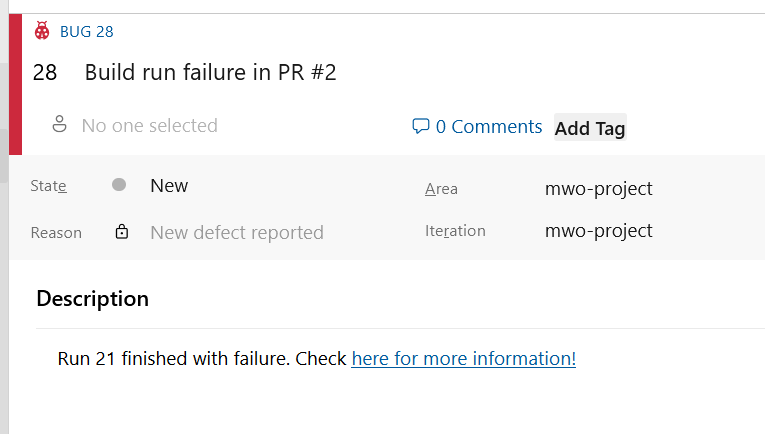 BUG 28
28 Build run failure in PR #2
No one selected
0 Comments Add Tag
State New Area mwo-project
Reason New defect reported Iteration mwo-project
Description
Run 21 finished with failure. Check here for more information!